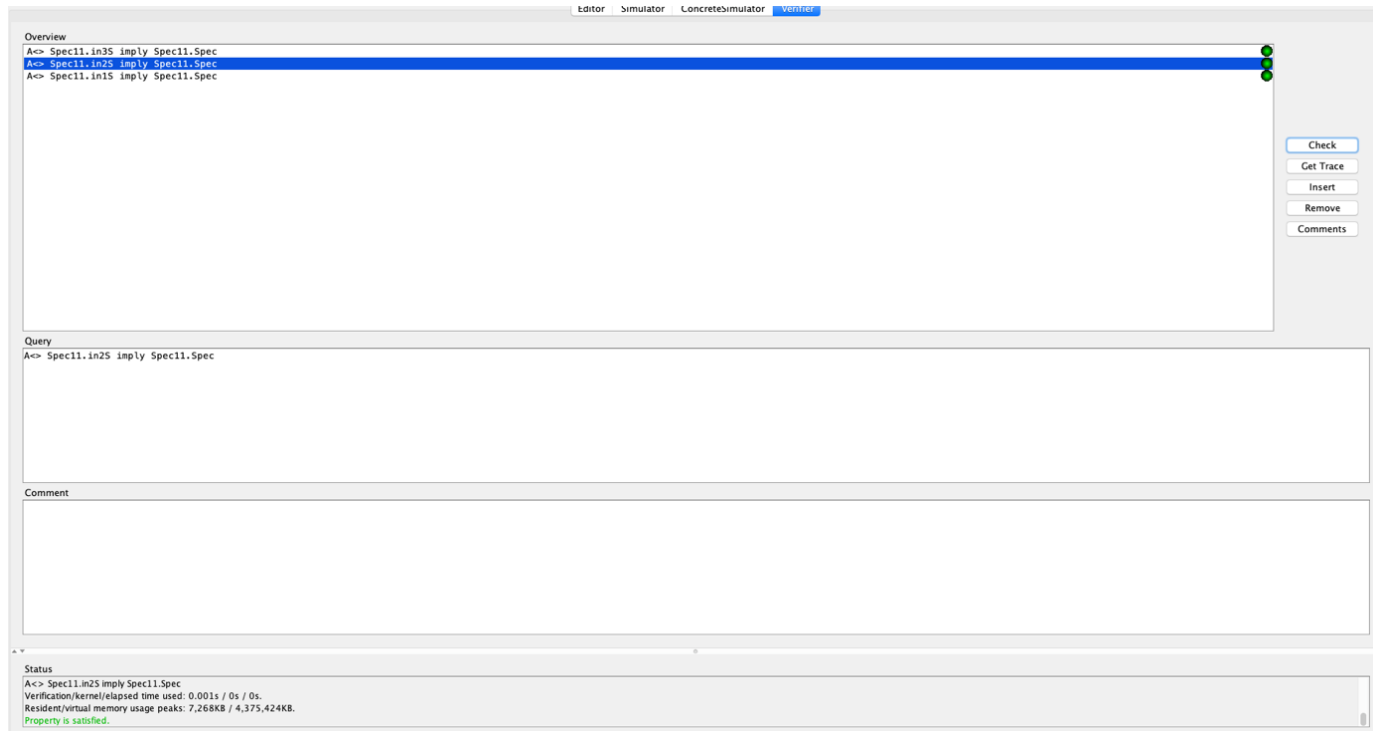 Editor Simulator ConcreteSimulator Verifier
Overview
A<> Spec11.in3S imply Spec11.Spec
A<> Spec11.in2S imply Spec11.Spec
A<> Spec11.in1S imply Spec11.Spec
Check
Get Trace
Insert
Remove
Comments
Query
A<> Spec11.in2S imply Spec11.Spec
Comment
Status
A<> Spec11.in2S imply Spec11.Spec
Verification/kernel/elapsed time used: 0.001s / 0s / 0s.
Resident/virtual memory usage peaks: 7,268KB / 4,375,424KB.
Property is satisfied.